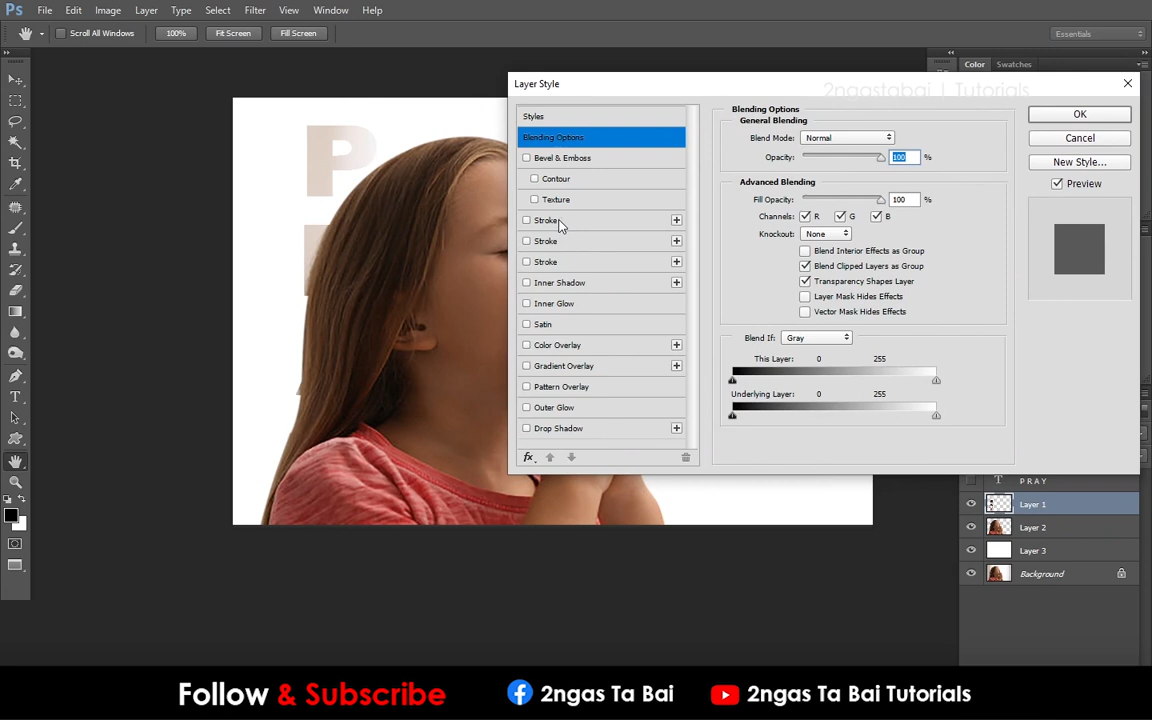 Ps File Edit Image Layer Type Select Filter View Window Help
Scroll All Windows 100% Fit Screen Fill Screen Essentials
Color Swatches
Layer Style
2ngastabai | Tutorials
Styles
Blending Options
Bevel & Emboss
Contour
Texture
Stroke
Stroke
Stroke
Inner Shadow
Inner Glow
Satin
Color Overlay
Gradient Overlay
Pattern Overlay
Outer Glow
Drop Shadow
fx
Blending Options
General Blending
Blend Mode: Normal
Opacity: 100 %
Advanced Blending
Fill Opacity: 100 %
Channels: R G B
Knockout: None
Blend Interior Effects as Group
Blend Clipped Layers as Group
Transparency Shapes Layer
Layer Mask Hides Effects
Vector Mask Hides Effects
Blend If: Gray
This Layer: 0 255
Underlying Layer: 0 255
OK
Cancel
New Style...
Preview
P
T P R A Y
Layer 1
Layer 2
Layer 3
Background
Follow & Subscribe 2ngas Ta Bai 2ngas Ta Bai Tutorials